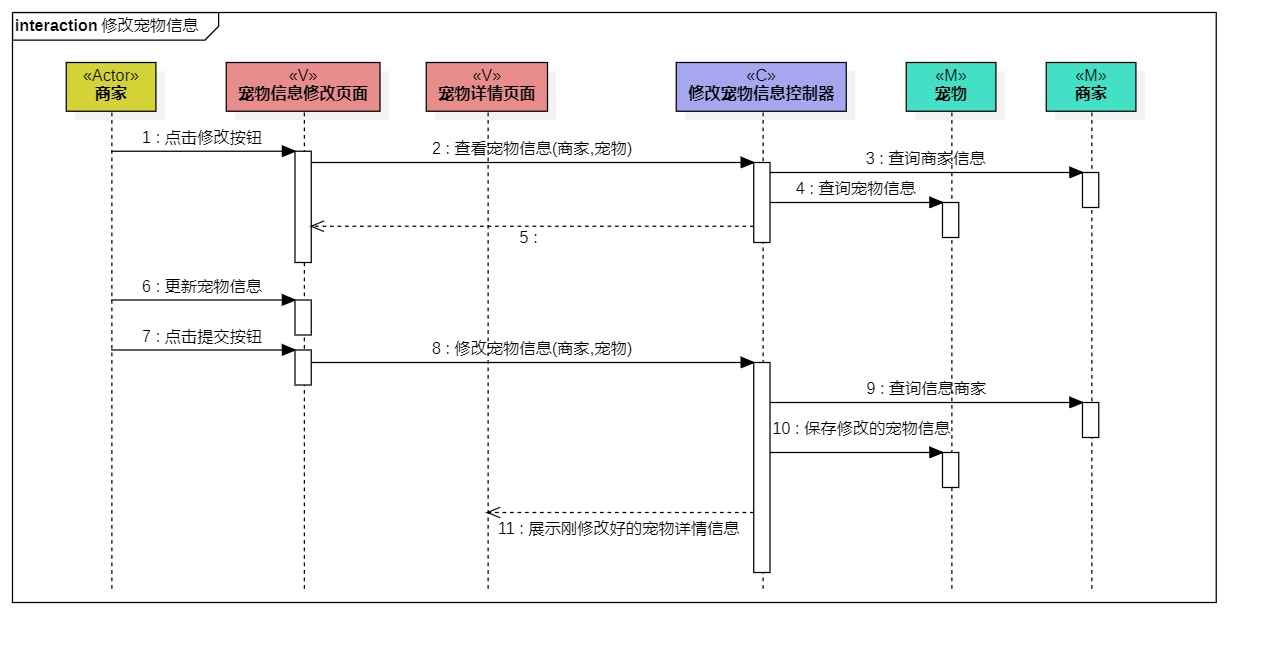 interaction 修改宠物信息
«Actor»
商家
«V»
宠物信息修改页面
«V»
宠物详情页面
«C»
修改宠物信息控制器
«M»
宠物
«M»
商家
1 : 点击修改按钮
2 : 查看宠物信息(商家,宠物)
3 : 查询商家信息
4 : 查询宠物信息
5 :
6 : 更新宠物信息
7 : 点击提交按钮
8 : 修改宠物信息(商家,宠物)
9 : 查询信息商家
10 : 保存修改的宠物信息
11 : 展示刚修改好的宠物详情信息